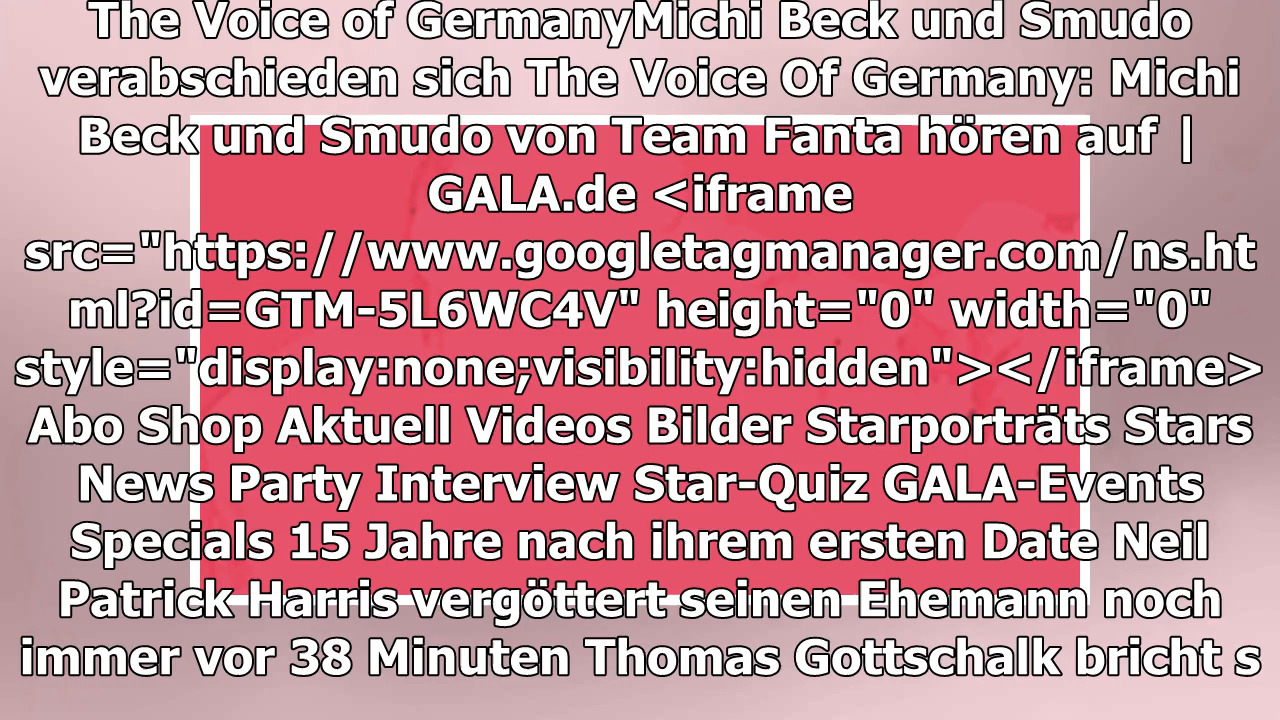 The Voice of GermanyMichi Beck und Smudo
verabschieden sich The Voice Of Germany: Michi
Beck und Smudo von Team Fanta hören auf |
GALA.de <iframe
src="https://www.googletagmanager.com/ns.ht
ml?id=GTM-5L6WC4V" height="0" width="0"
style="display:none;visibility:hidden"></iframe>
Abo Shop Aktuell Videos Bilder Starporträts Stars
News Party Interview Star-Quiz GALA-Events
Specials 15 Jahre nach ihrem ersten Date Neil
Patrick Harris vergöttert seinen Ehemann noch
immer vor 38 Minuten Thomas Gottschalk bricht s